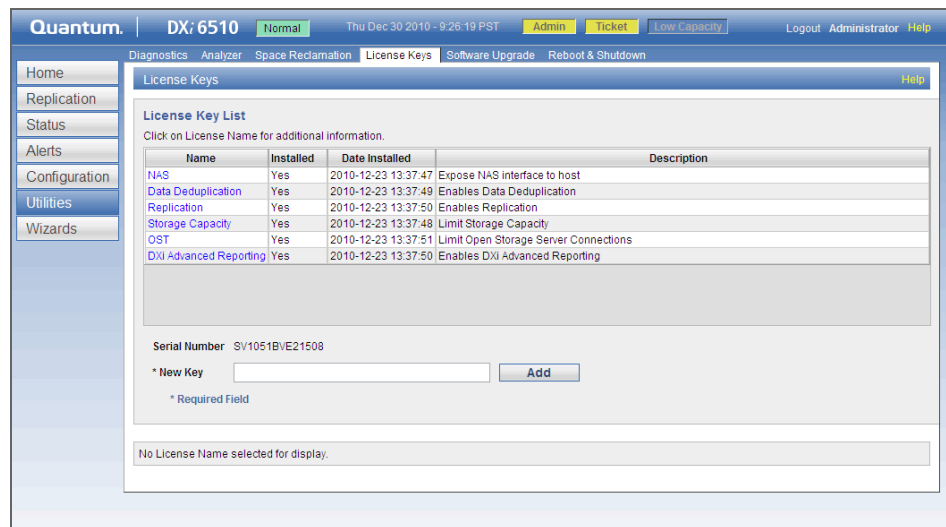 Quantum. DXi 6510 Normal Thu Dec 30 2010 - 9:26:19 PST Admin Ticket Low Capacity Logout Administrator Help
Diagnostics Analyzer Space Reclamation License Keys Software Upgrade Reboot & Shutdown
Home
Replication
Status
Alerts
Configuration
Utilities
Wizards
License Keys Help
License Key List
Click on License Name for additional information.
Name Installed Date Installed Description
NAS Yes 2010-12-23 13:37:47 Expose NAS interface to host
Data Deduplication Yes 2010-12-23 13:37:49 Enables Data Deduplication
Replication Yes 2010-12-23 13:37:50 Enables Replication
Storage Capacity Yes 2010-12-23 13:37:48 Limit Storage Capacity
OST Yes 2010-12-23 13:37:51 Limit Open Storage Server Connections
DXi Advanced Reporting Yes 2010-12-23 13:37:50 Enables DXi Advanced Reporting
Serial Number SV1051BVE21508
* New Key Add
* Required Field
No License Name selected for display.